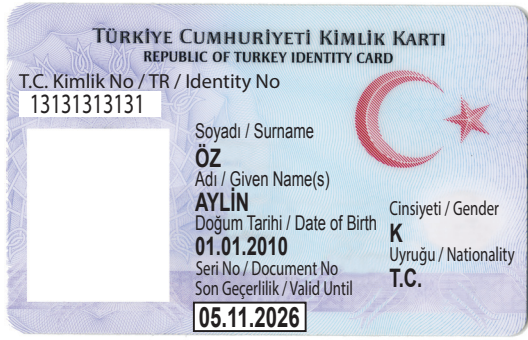 TÜRKİYE CUMHURİYETİ KİMLİK KARTI
REPUBLIC OF TURKEY IDENTITY CARD
T.C. Kimlik No / TR / Identity No
13131313131
Soyadı / Surname
ÖZ
Adı / Given Name(s)
AYLİN
Doğum Tarihi / Date of Birth
01.01.2010
Cinsiyeti / Gender
K
Seri No / Document No
Uyruğu / Nationality
T.C.
Son Geçerlilik / Valid Until
05.11.2026